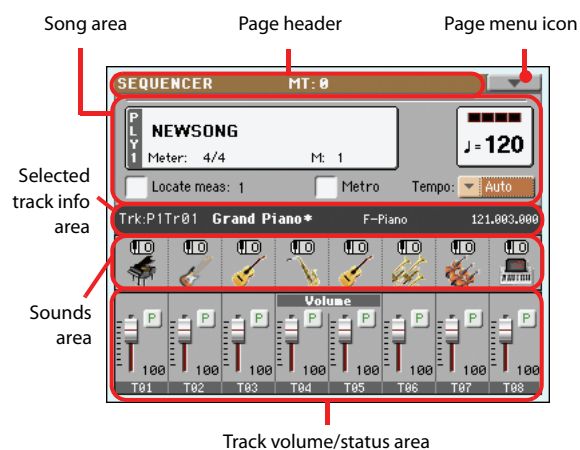 Song area
Page header
Page menu icon
SEQUENCER MT: 0
PLY1
NEWSONG
Meter: 4/4 M: 1
♩= 120
Locate meas: 1
Metro
Tempo: Auto
Selected track info area
Trk:P1Tr01 Grand Piano* F-Piano 121.003.000
Sounds area
Volume
P P P P P P P P
100 100 100 100 100 100 100 100
T01 T02 T03 T04 T05 T06 T07 T08
Track volume/status area